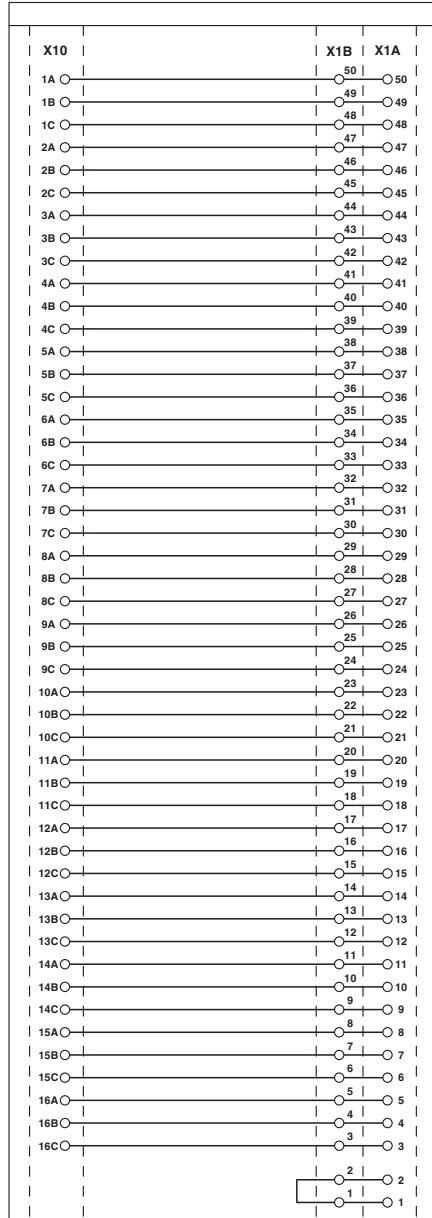 X10 X1B X1A
1A 50 50
1B 49 49
1C 48 48
2A 47 47
2B 46 46
2C 45 45
3A 44 44
3B 43 43
3C 42 42
4A 41 41
4B 40 40
4C 39 39
5A 38 38
5B 37 37
5C 36 36
6A 35 35
6B 34 34
6C 33 33
7A 32 32
7B 31 31
7C 30 30
8A 29 29
8B 28 28
8C 27 27
9A 26 26
9B 25 25
9C 24 24
10A 23 23
10B 22 22
10C 21 21
11A 20 20
11B 19 19
11C 18 18
12A 17 17
12B 16 16
12C 15 15
13A 14 14
13B 13 13
13C 12 12
14A 11 11
14B 10 10
14C 9 9
15A 8 8
15B 7 7
15C 6 6
16A 5 5
16B 4 4
16C 3 3
2 2
1 1